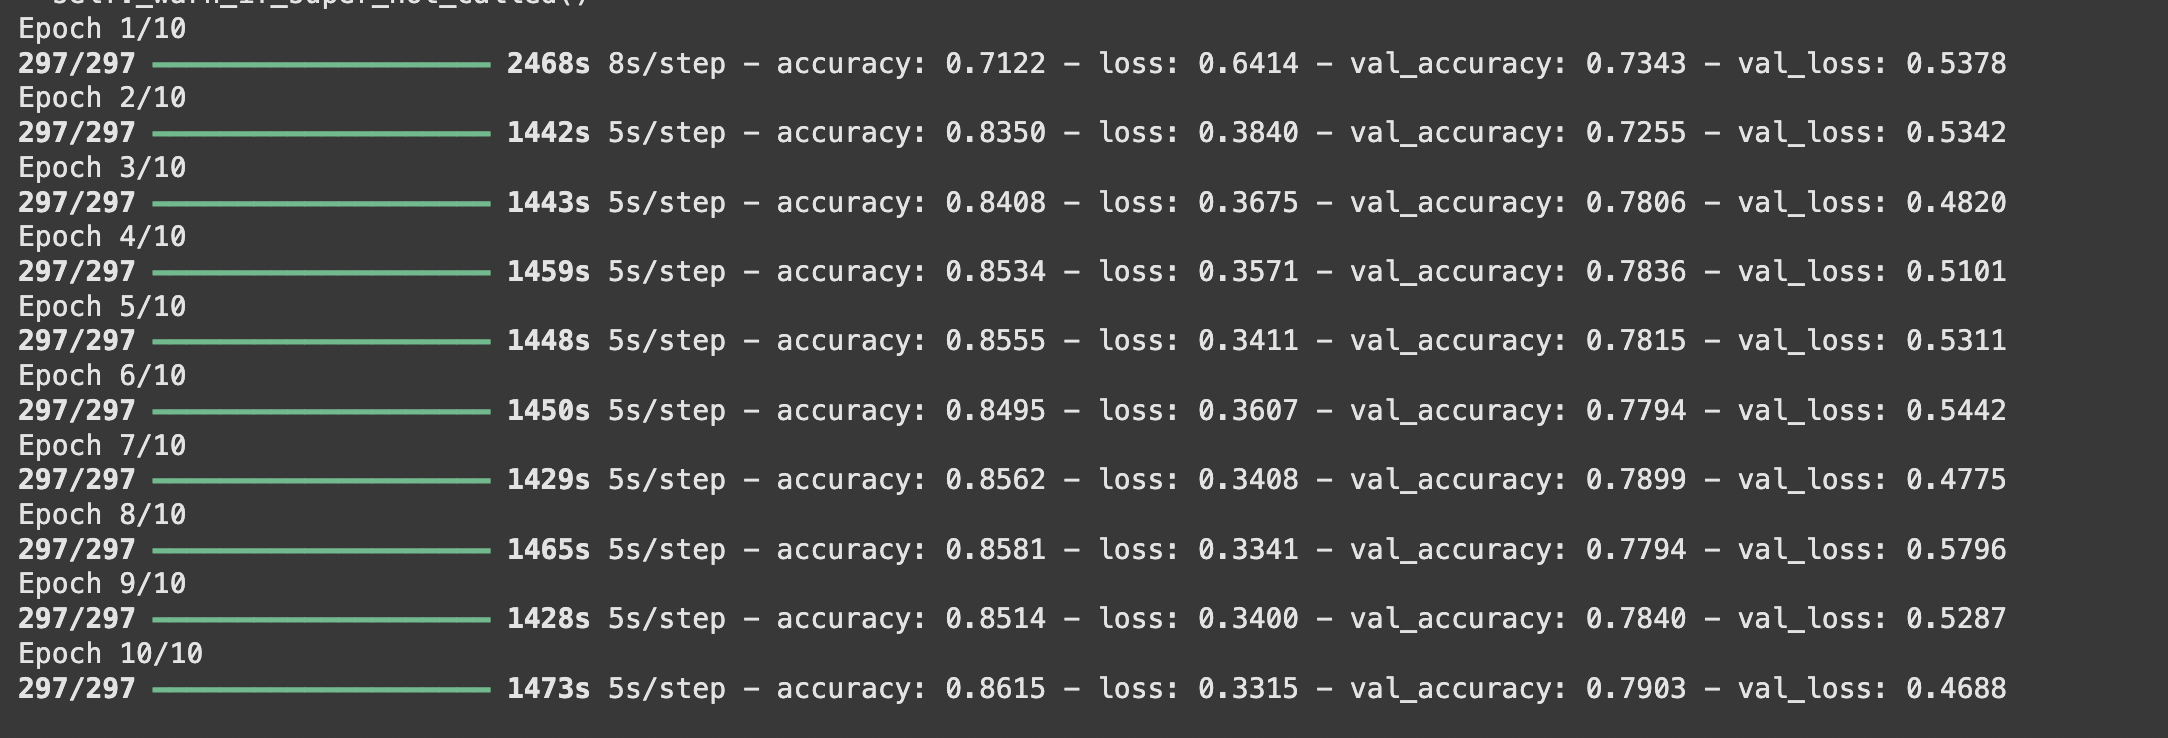 self._warn_if_super_not_called()
Epoch 1/10
297/297 ━━━━━━━━━━━━━━━━━━━━ 2468s 8s/step - accuracy: 0.7122 - loss: 0.6414 - val_accuracy: 0.7343 - val_loss: 0.5378
Epoch 2/10
297/297 ━━━━━━━━━━━━━━━━━━━━ 1442s 5s/step - accuracy: 0.8350 - loss: 0.3840 - val_accuracy: 0.7255 - val_loss: 0.5342
Epoch 3/10
297/297 ━━━━━━━━━━━━━━━━━━━━ 1443s 5s/step - accuracy: 0.8408 - loss: 0.3675 - val_accuracy: 0.7806 - val_loss: 0.4820
Epoch 4/10
297/297 ━━━━━━━━━━━━━━━━━━━━ 1459s 5s/step - accuracy: 0.8534 - loss: 0.3571 - val_accuracy: 0.7836 - val_loss: 0.5101
Epoch 5/10
297/297 ━━━━━━━━━━━━━━━━━━━━ 1448s 5s/step - accuracy: 0.8555 - loss: 0.3411 - val_accuracy: 0.7815 - val_loss: 0.5311
Epoch 6/10
297/297 ━━━━━━━━━━━━━━━━━━━━ 1450s 5s/step - accuracy: 0.8495 - loss: 0.3607 - val_accuracy: 0.7794 - val_loss: 0.5442
Epoch 7/10
297/297 ━━━━━━━━━━━━━━━━━━━━ 1429s 5s/step - accuracy: 0.8562 - loss: 0.3408 - val_accuracy: 0.7899 - val_loss: 0.4775
Epoch 8/10
297/297 ━━━━━━━━━━━━━━━━━━━━ 1465s 5s/step - accuracy: 0.8581 - loss: 0.3341 - val_accuracy: 0.7794 - val_loss: 0.5796
Epoch 9/10
297/297 ━━━━━━━━━━━━━━━━━━━━ 1428s 5s/step - accuracy: 0.8514 - loss: 0.3400 - val_accuracy: 0.7840 - val_loss: 0.5287
Epoch 10/10
297/297 ━━━━━━━━━━━━━━━━━━━━ 1473s 5s/step - accuracy: 0.8615 - loss: 0.3315 - val_accuracy: 0.7903 - val_loss: 0.4688